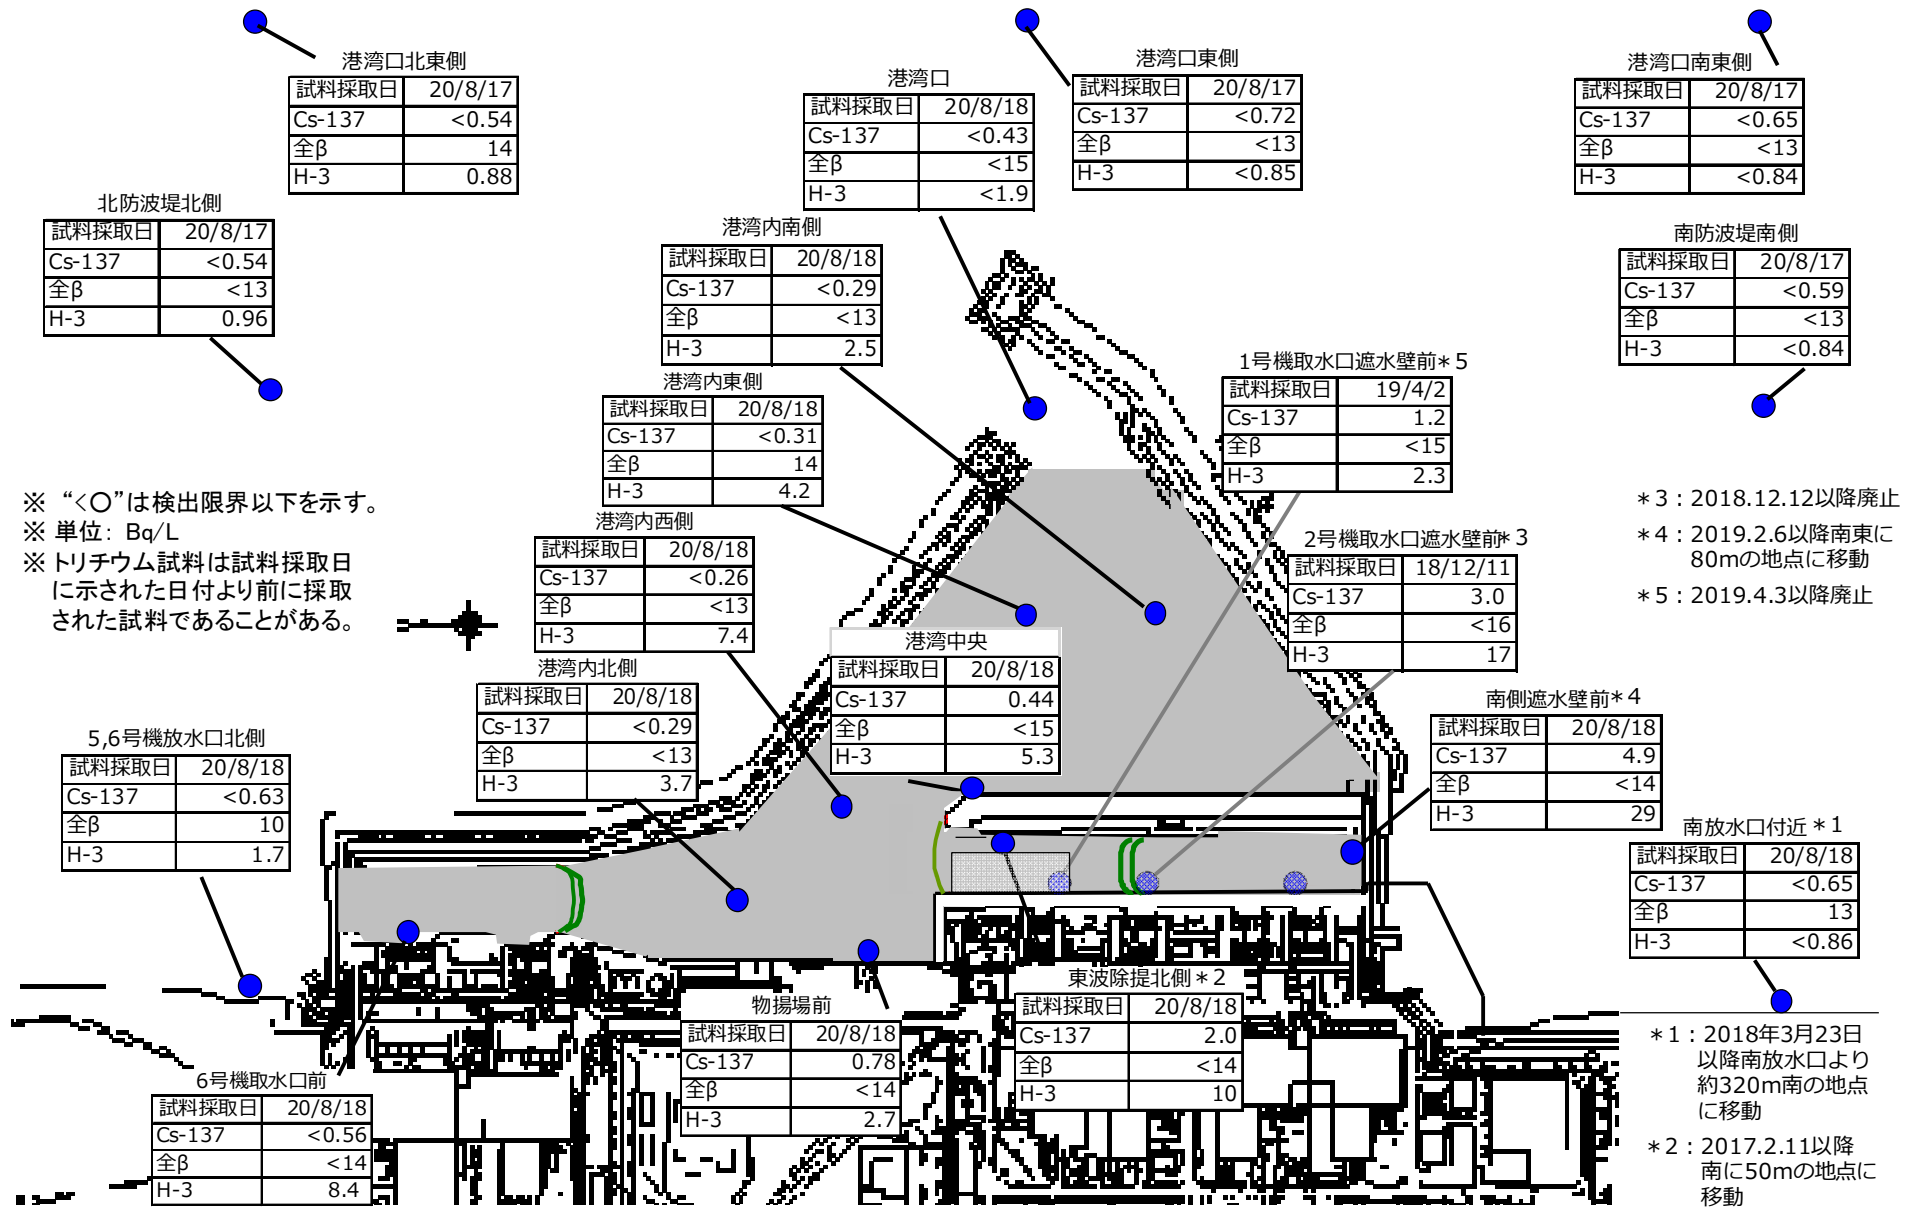 港湾口北東側
試料採取日 20/8/17
Cs-137 <0.54
全β 14
H-3 0.88
港湾口
試料採取日 20/8/18
Cs-137 <0.43
全β <15
H-3 <1.9
港湾口東側
試料採取日 20/8/17
Cs-137 <0.72
全β <13
H-3 <0.85
港湾口南東側
試料採取日 20/8/17
Cs-137 <0.65
全β <13
H-3 <0.84
北防波堤北側
試料採取日 20/8/17
Cs-137 <0.54
全β <13
H-3 0.96
港湾内南側
試料採取日 20/8/18
Cs-137 <0.29
全β <13
H-3 2.5
南防波堤南側
試料採取日 20/8/17
Cs-137 <0.59
全β <13
H-3 <0.84
港湾内東側
試料採取日 20/8/18
Cs-137 <0.31
全β 14
H-3 4.2
1号機取水口遮水壁前*5
試料採取日 19/4/2
Cs-137 1.2
全β <15
H-3 2.3
※ “<○”は検出限界以下を示す。
※ 単位: Bq/L
※ トリチウム試料は試料採取日
に示された日付より前に採取
された試料であることがある。
*3:2018.12.12以降廃止
*4:2019.2.6以降南東に
80mの地点に移動
*5:2019.4.3以降廃止
港湾内西側
試料採取日 20/8/18
Cs-137 <0.26
全β <13
H-3 7.4
2号機取水口遮水壁前*3
試料採取日 18/12/11
Cs-137 3.0
全β <16
H-3 17
港湾中央
試料採取日 20/8/18
Cs-137 0.44
全β <15
H-3 5.3
港湾内北側
試料採取日 20/8/18
Cs-137 <0.29
全β <13
H-3 3.7
南側遮水壁前*4
試料採取日 20/8/18
Cs-137 4.9
全β <14
H-3 29
5,6号機放水口北側
試料採取日 20/8/18
Cs-137 <0.63
全β 10
H-3 1.7
南放水口付近*1
試料採取日 20/8/18
Cs-137 <0.65
全β 13
H-3 <0.86
東波除提北側*2
試料採取日 20/8/18
Cs-137 2.0
全β <14
H-3 10
物揚場前
試料採取日 20/8/18
Cs-137 0.78
全β <14
H-3 2.7
6号機取水口前
試料採取日 20/8/18
Cs-137 <0.56
全β <14
H-3 8.4
*1:2018年3月23日
以降南放水口より
約320m南の地点
に移動
*2:2017.2.11以降
南に50mの地点に
移動